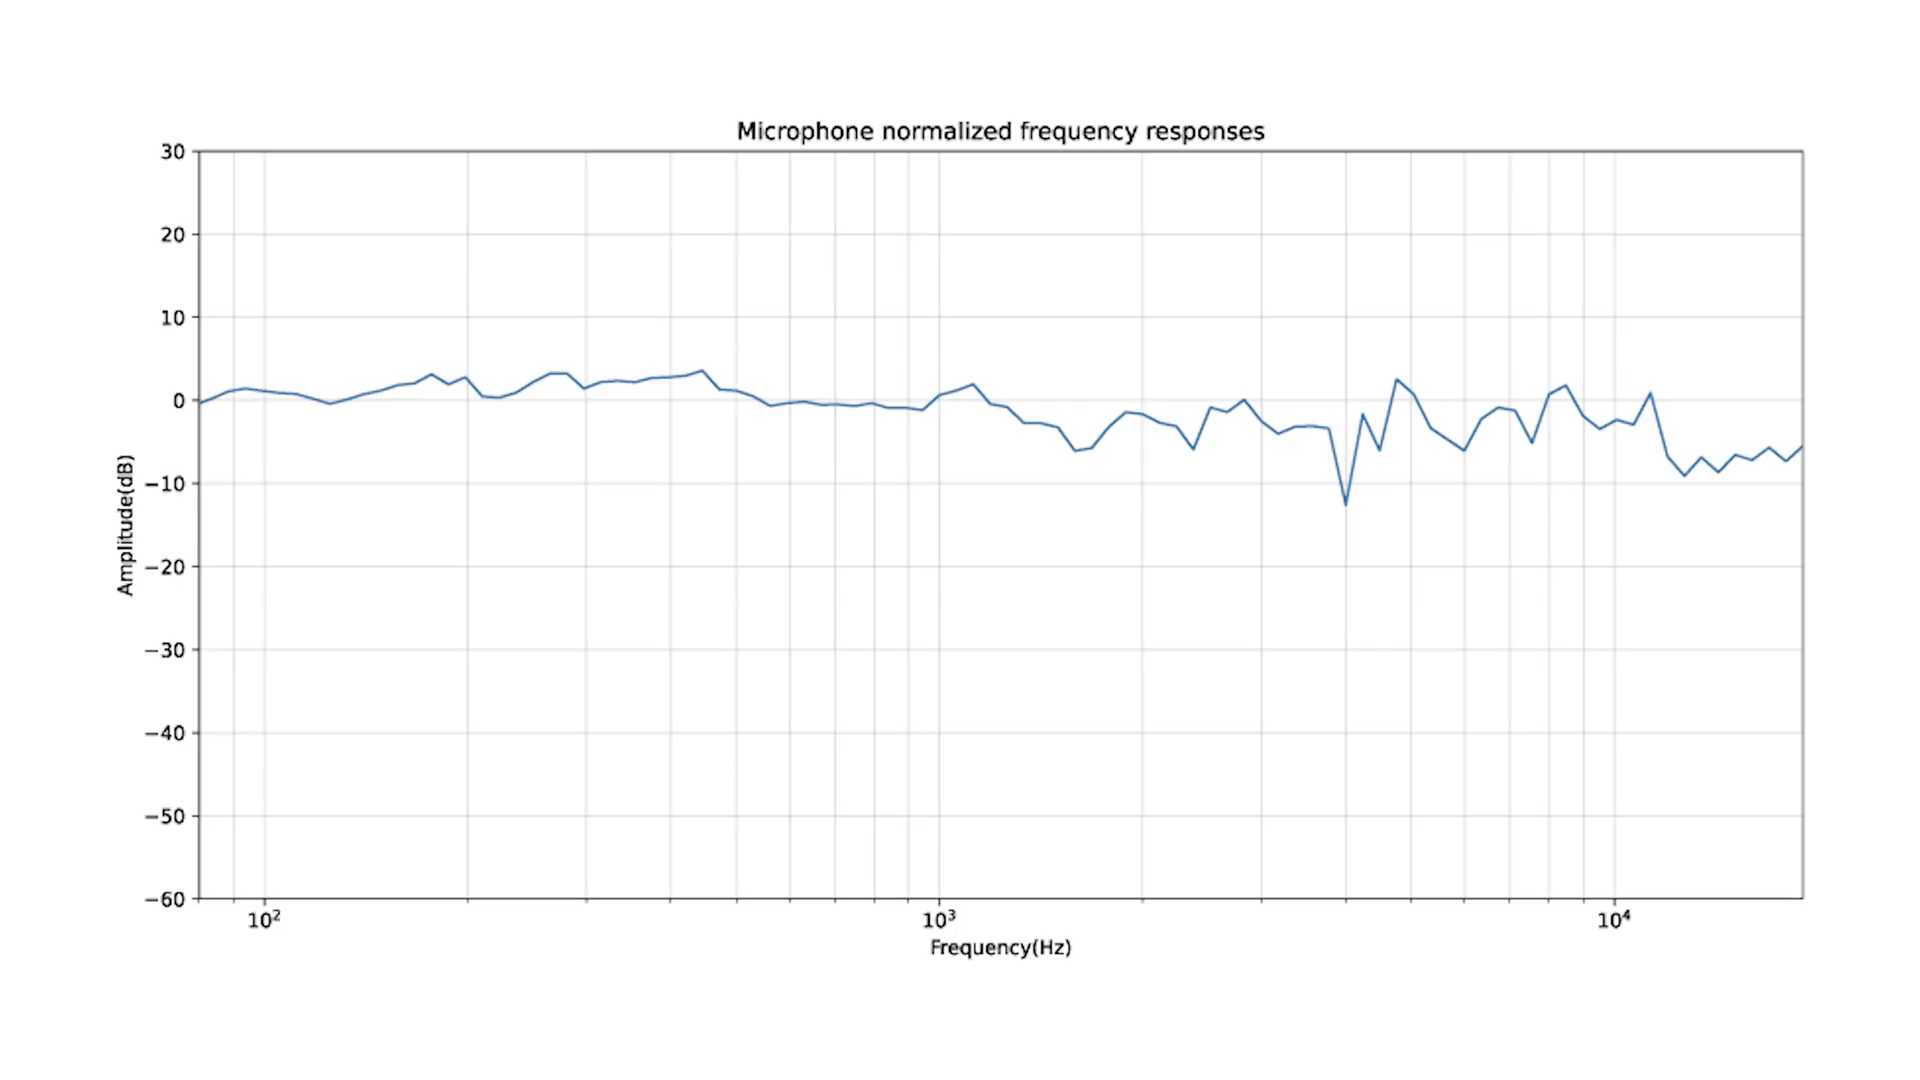 Microphone normalized frequency responses
30
20
10
0
−10
−20
−30
−40
−50
−60
Amplitude(dB)
10² 10³ 10⁴
Frequency(Hz)